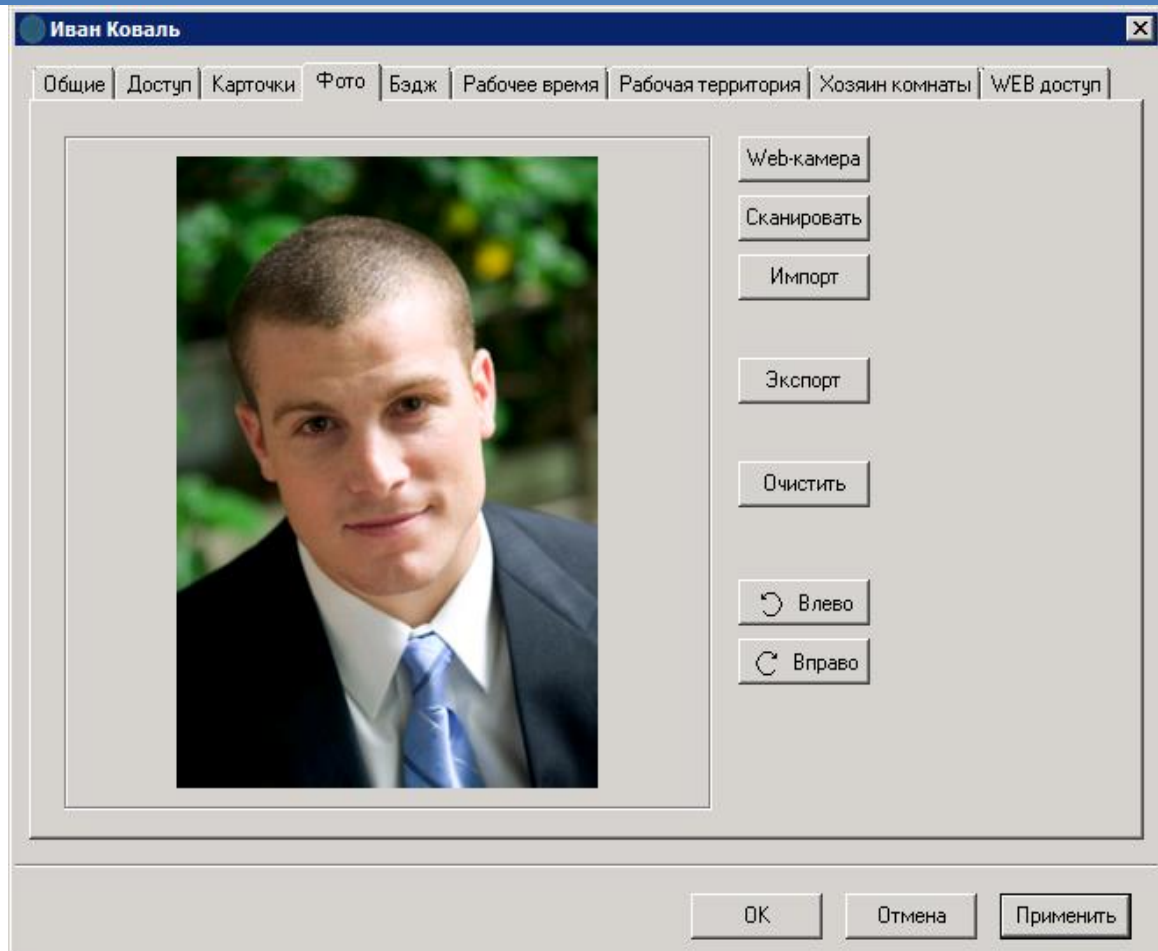 Иван Коваль
Общие Доступ Карточки Фото Бэдж Рабочее время Рабочая территория Хозяин комнаты WEB доступ
Web-камера
Сканировать
Импорт
Экспорт
Очистить
Влево
Вправо
OK Отмена Применить